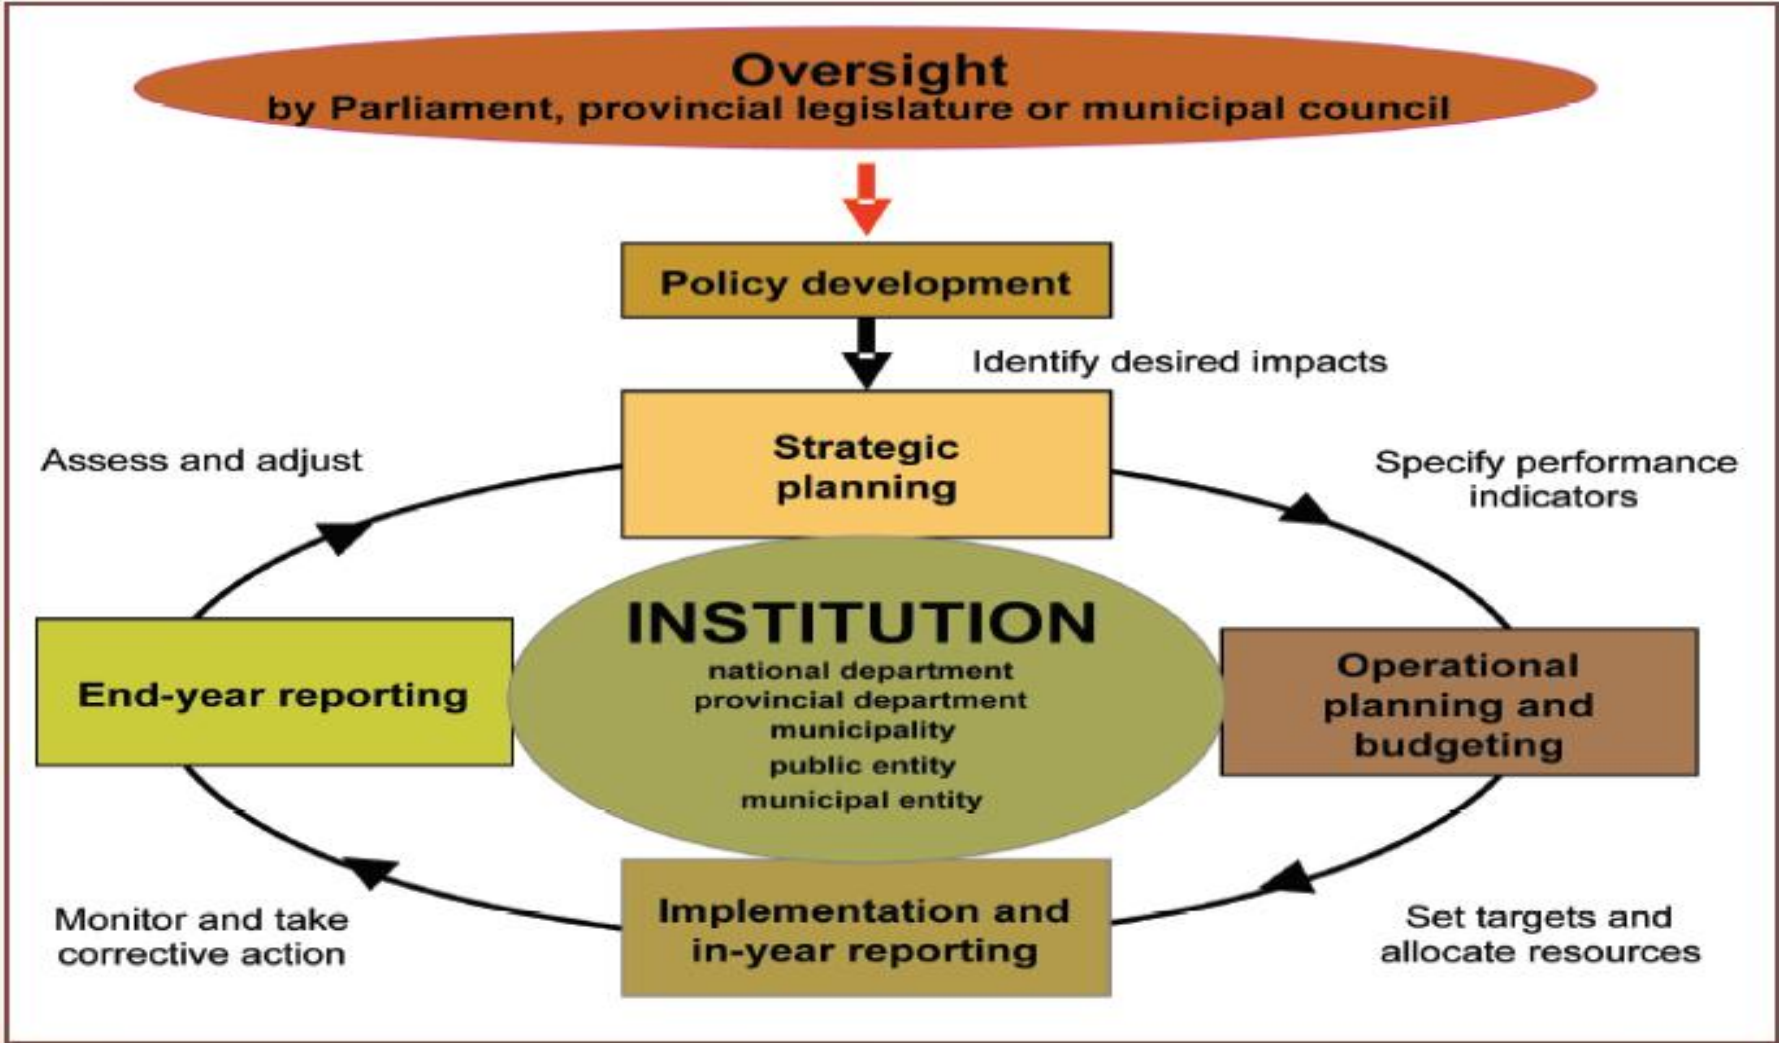 Oversight
by Parliament, provincial legislature or municipal council
Policy development
Identify desired impacts
Strategic
planning
Assess and adjust
Specify performance
indicators
INSTITUTION
national department
provincial department
municipality
public entity
municipal entity
End-year reporting
Operational
planning and
budgeting
Implementation and
in-year reporting
Monitor and take
corrective action
Set targets and
allocate resources